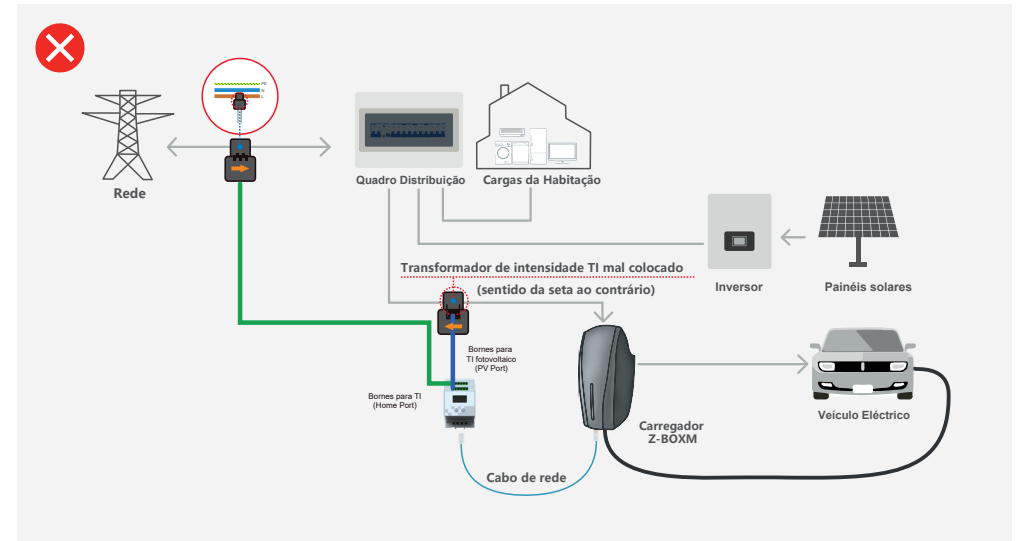 PE
N
L
Rede
Quadro Distribuição
Cargas da Habitação
Transformador de intensidade TI mal colocado
(sentido da seta ao contrário)
Inversor
Painéis solares
Bornes para
TI fotovoltaico
(PV Port)
Bornes para TI
(Home Port)
Carregador
Z-BOXM
Veículo Eléctrico
Cabo de rede